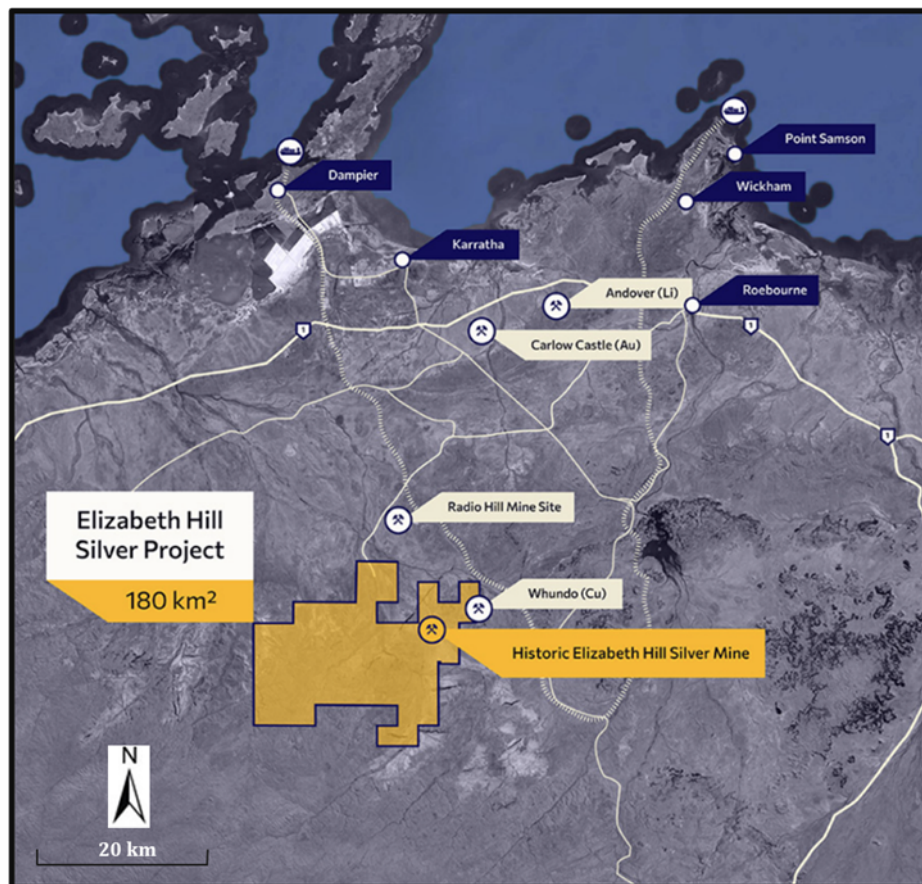 Point Samson
Dampier
Wickham
Karratha
Andover (Li)
Roebourne
1
Carlow Castle (Au)
1
1
Elizabeth Hill
Silver Project
180 km²
Radio Hill Mine Site
Whundo (Cu)
Historic Elizabeth Hill Silver Mine
N
20 km